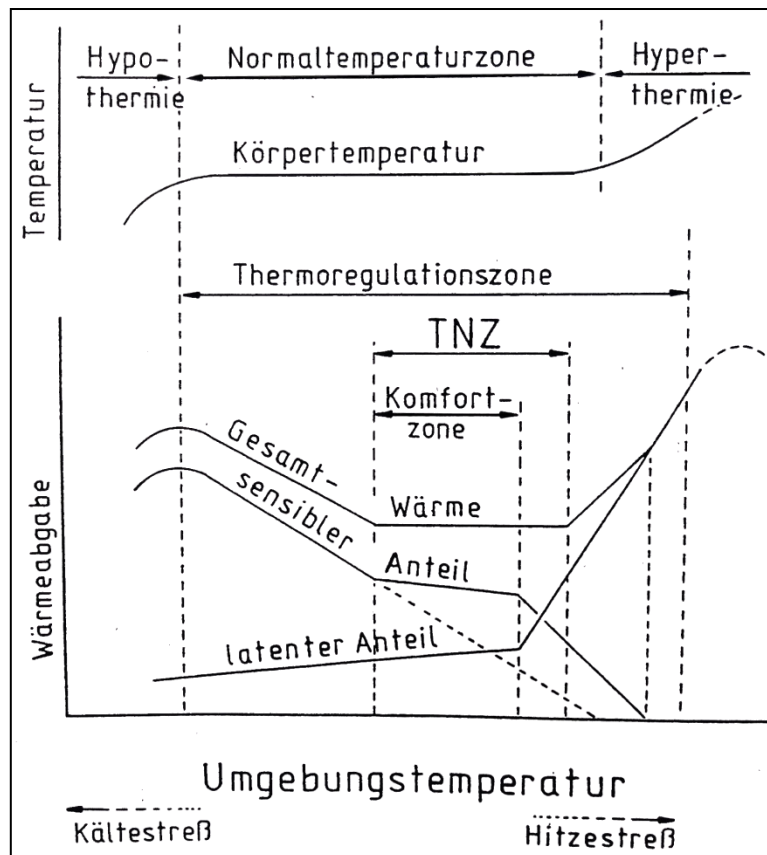 Hypo-
thermie
Normaltemperaturzone
Hyper-
thermie
Temperatur
Körpertemperatur
Thermoregulationszone
TNZ
Komfort-
zone
Gesamt-
Wärme
sensibler
Anteil
latenter Anteil
Wärmeabgabe
Umgebungstemperatur
Kältestreß
Hitzestreß